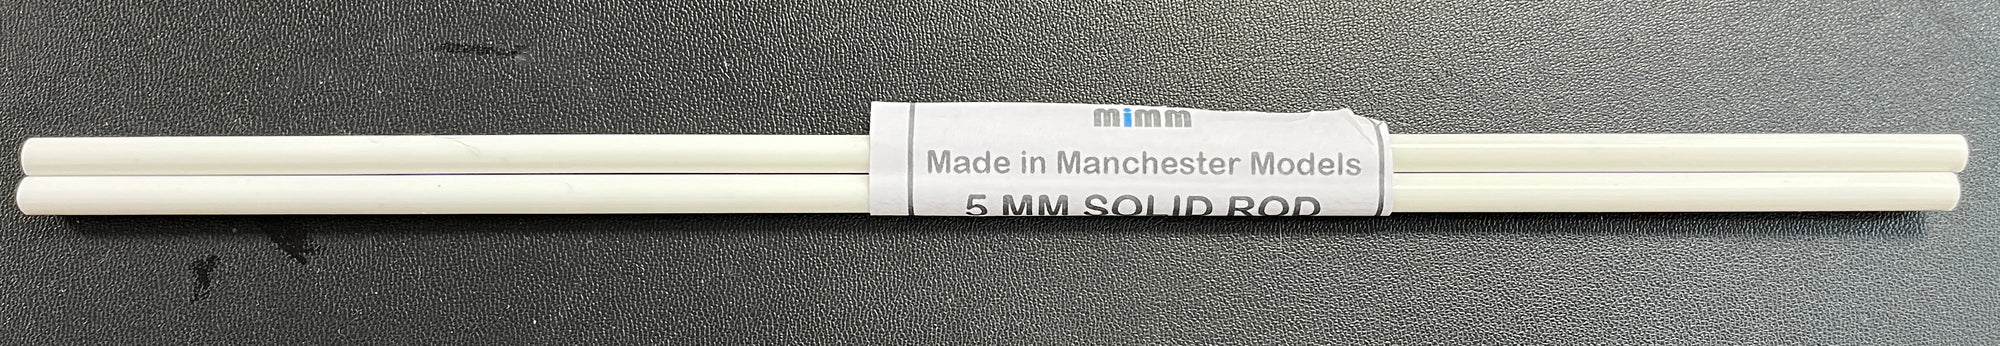 mimm
Made in Manchester Models
5 MM SOLID ROD